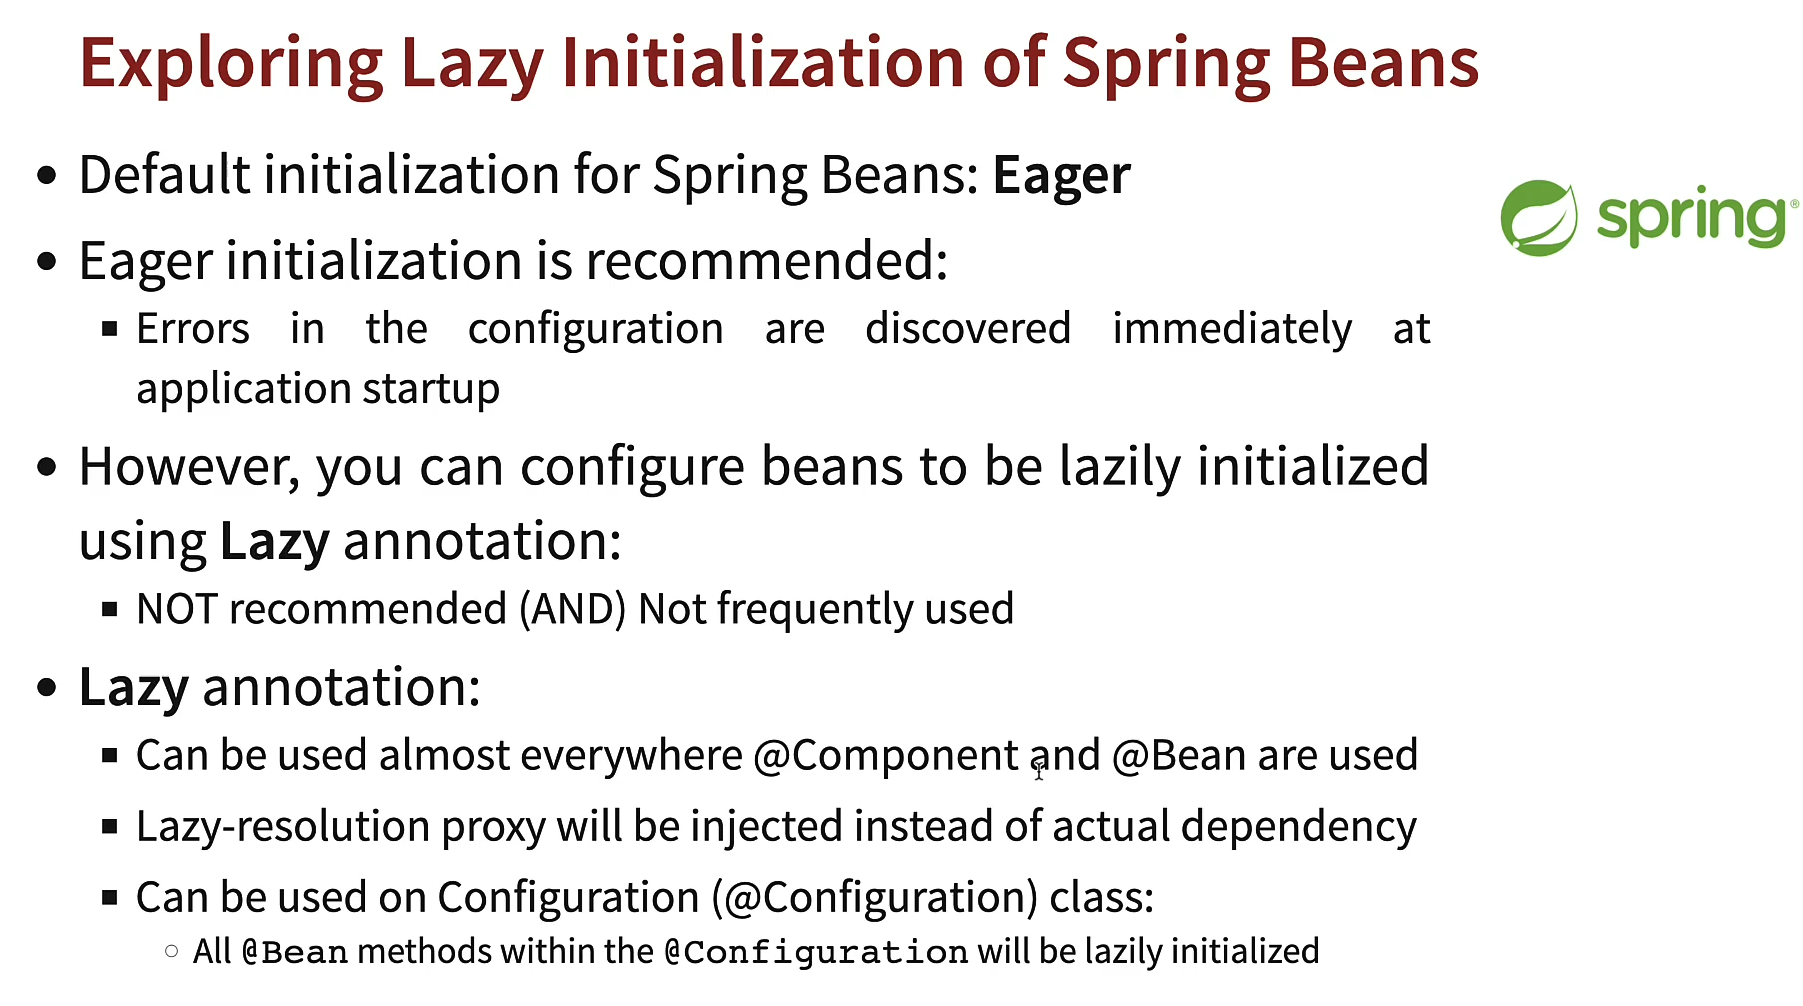 Exploring Lazy Initialization of Spring Beans
• Default initialization for Spring Beans: Eager
spring®
• Eager initialization is recommended:
▪ Errors in the configuration are discovered immediately at
application startup
• However, you can configure beans to be lazily initialized
using Lazy annotation:
▪ NOT recommended (AND) Not frequently used
• Lazy annotation:
▪ Can be used almost everywhere @Component and @Bean are used
▪ Lazy-resolution proxy will be injected instead of actual dependency
▪ Can be used on Configuration (@Configuration) class:
○ All @Bean methods within the @Configuration will be lazily initialized